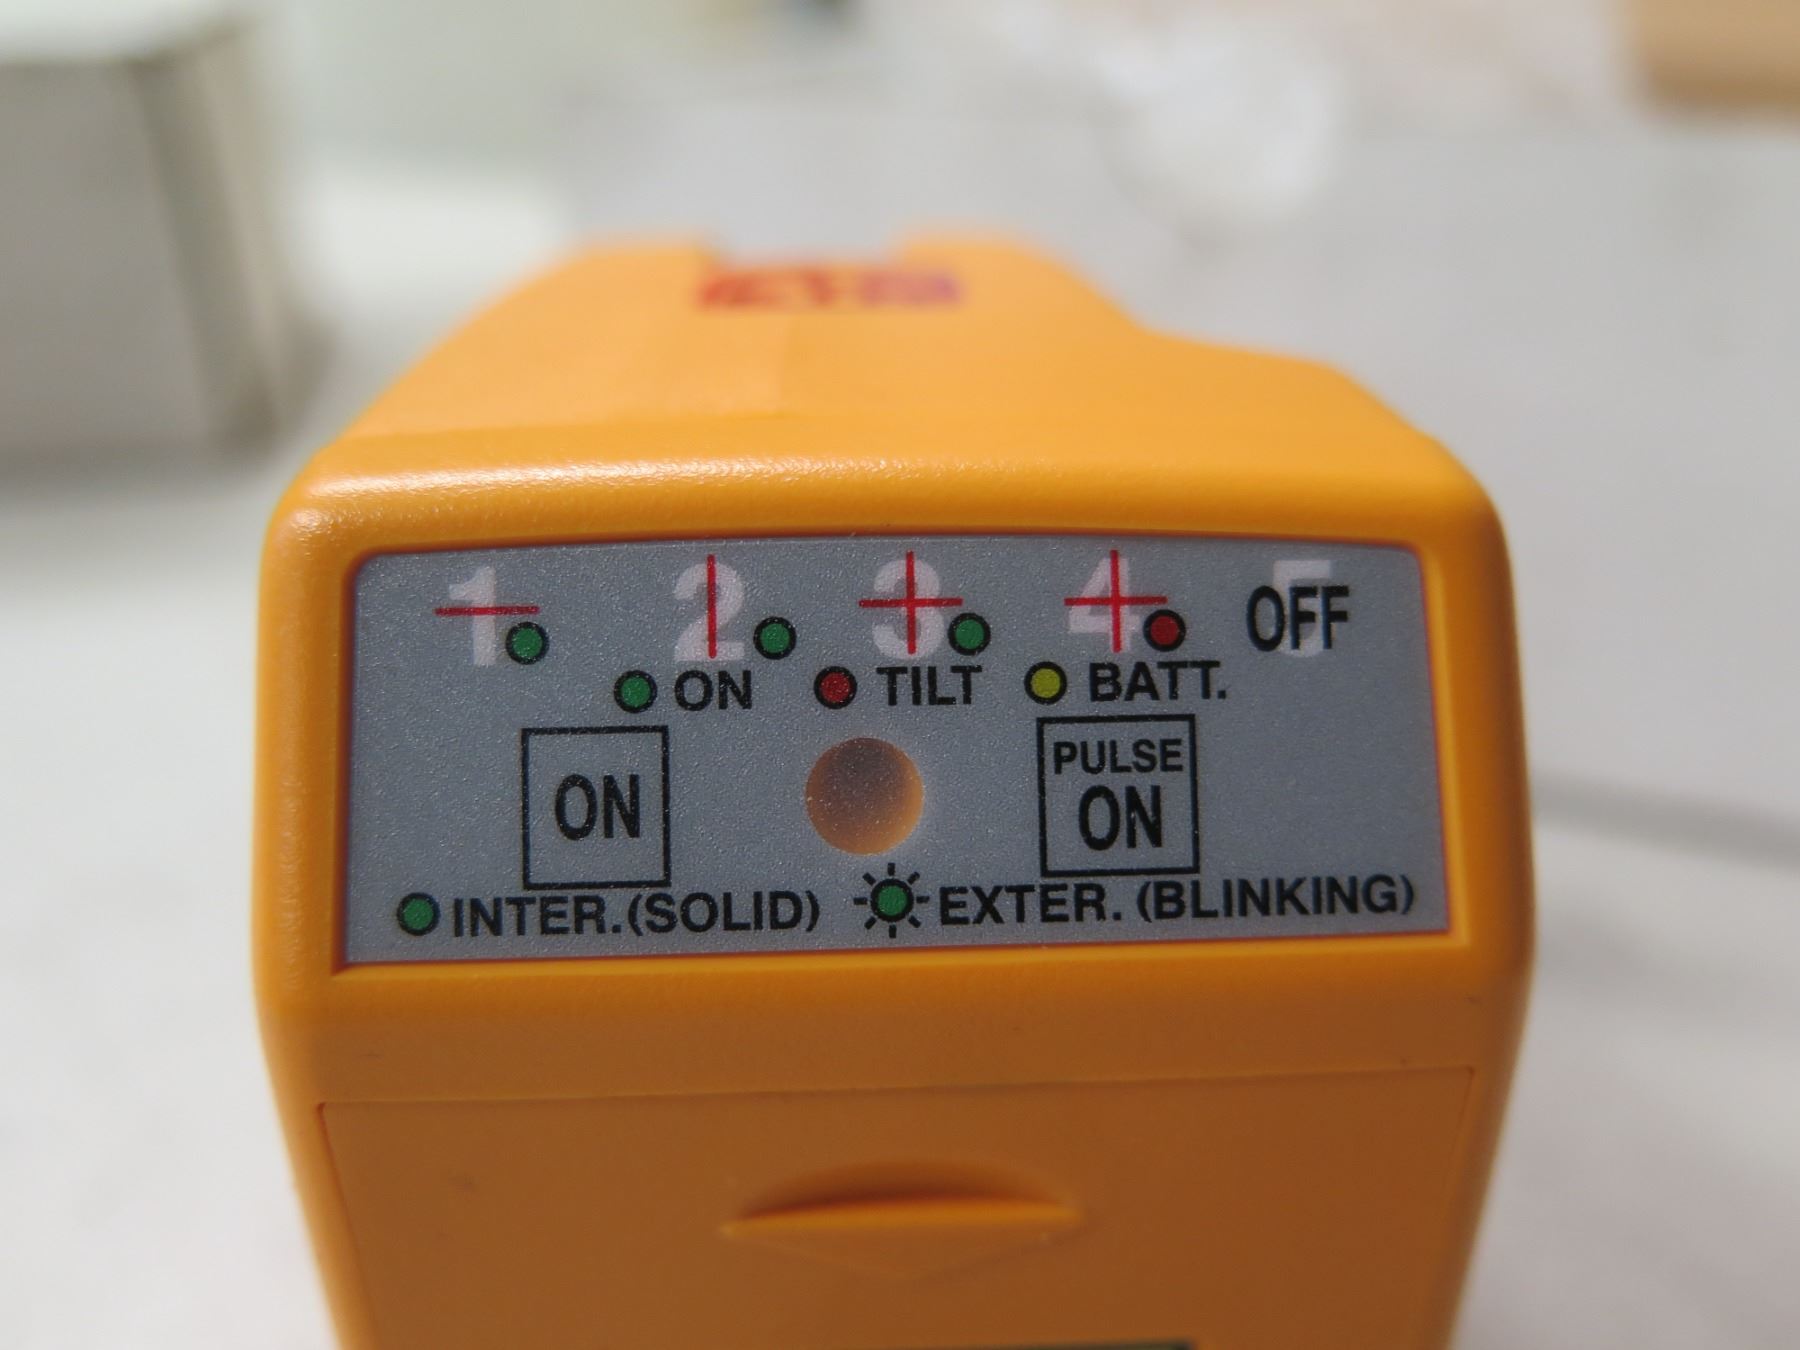 1 2 3 4 5 OFF
ON TILT BATT.
ON
PULSE
ON
INTER.(SOLID) EXTER. (BLINKING)